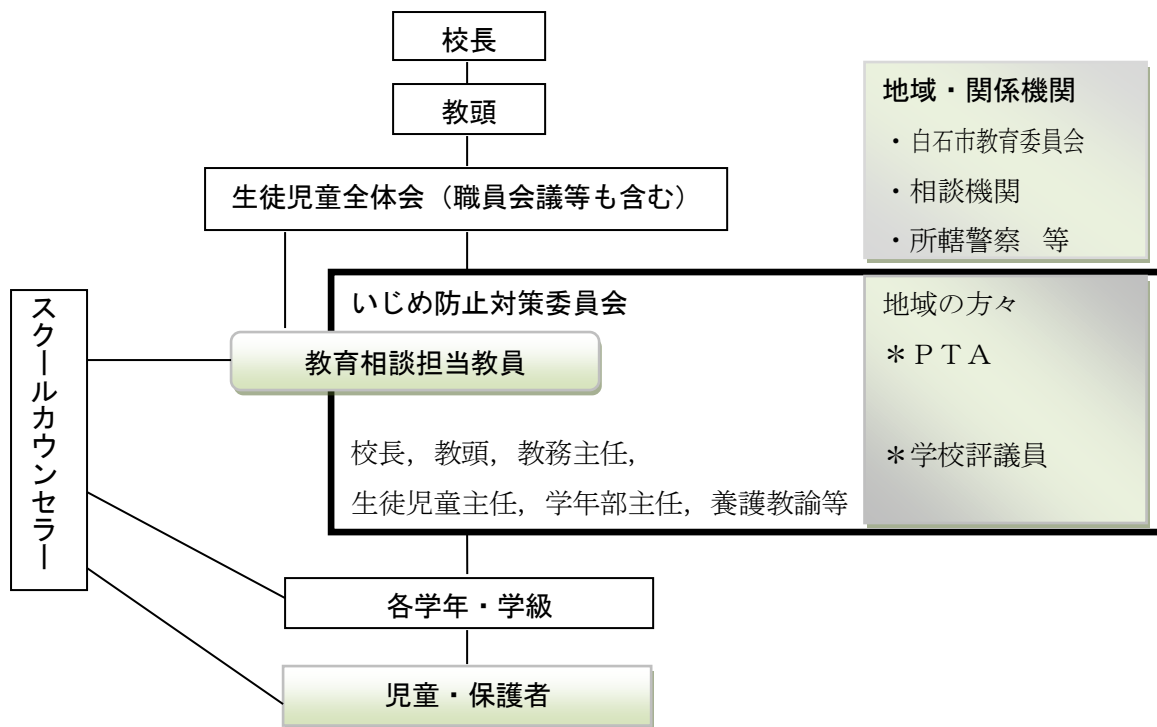 校長
教頭
生徒児童全体会（職員会議等も含む）
地域・関係機関
・白石市教育委員会
・相談機関
・所轄警察　等
スクールカウンセラー
いじめ防止対策委員会
教育相談担当教員
校長，教頭，教務主任，
生徒児童主任，学年部主任，養護教諭等
地域の方々
＊ＰＴＡ
＊学校評議員
各学年・学級
児童・保護者